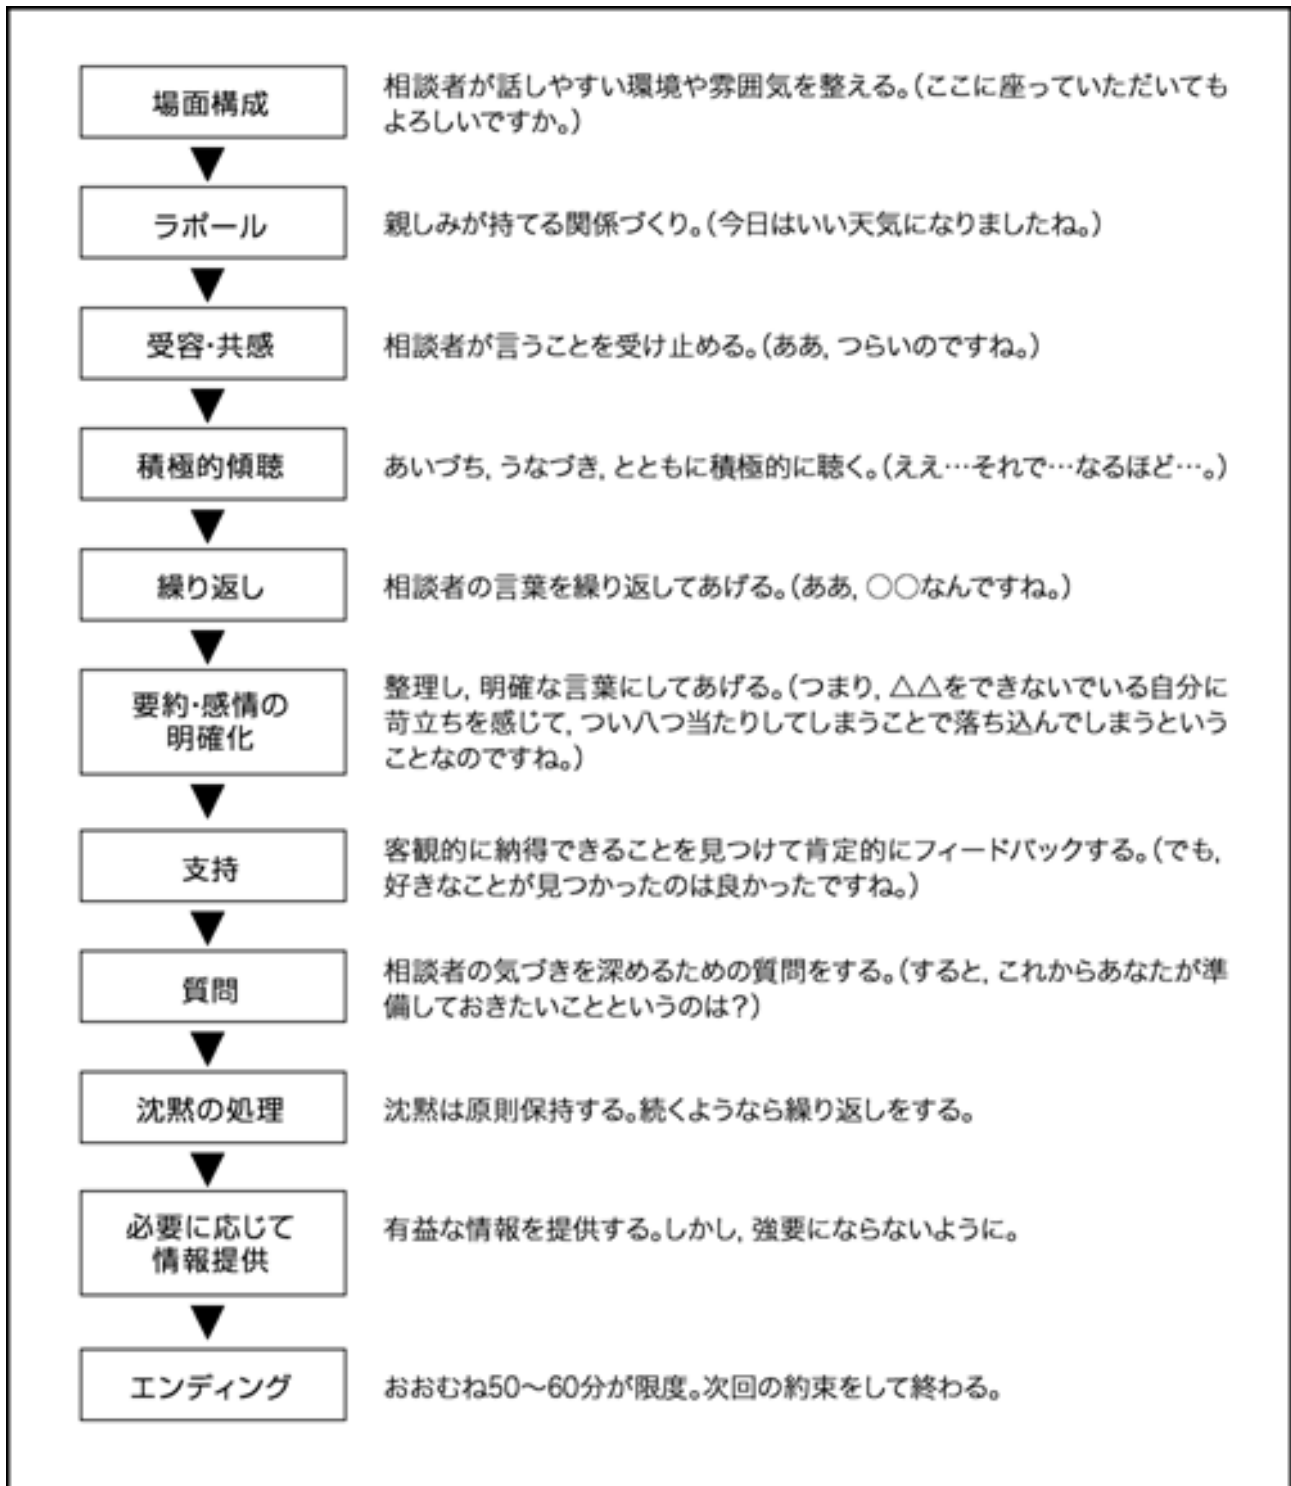 場面構成
相談者が話しやすい環境や雰囲気を整える。(ここに座っていただいても
よろしいですか。)
ラポール
親しみが持てる関係づくり。(今日はいい天気になりましたね。)
受容・共感
相談者が言うことを受け止める。(ああ, つらいのですね。)
積極的傾聴
あいづち, うなづき, とともに積極的に聴く。(ええ…それで…なるほど…。)
繰り返し
相談者の言葉を繰り返してあげる。(ああ, ○○なんですね。)
要約・感情の
明確化
整理し, 明確な言葉にしてあげる。(つまり, △△をできないでいる自分に
苛立ちを感じて, つい八つ当たりしてしまうことで落ち込んでしまうという
ことなのですね。)
支持
客観的に納得できることを見つけて肯定的にフィードバックする。(でも,
好きなことが見つかったのは良かったですね。)
質問
相談者の気づきを深めるための質問をする。(すると, これからあなたが準
備しておきたいことというのは?)
沈黙の処理
沈黙は原則保持する。続くようなら繰り返しをする。
必要に応じて
情報提供
有益な情報を提供する。しかし, 強要にならないように。
エンディング
おおむね50～60分が限度。次回の約束をして終わる。